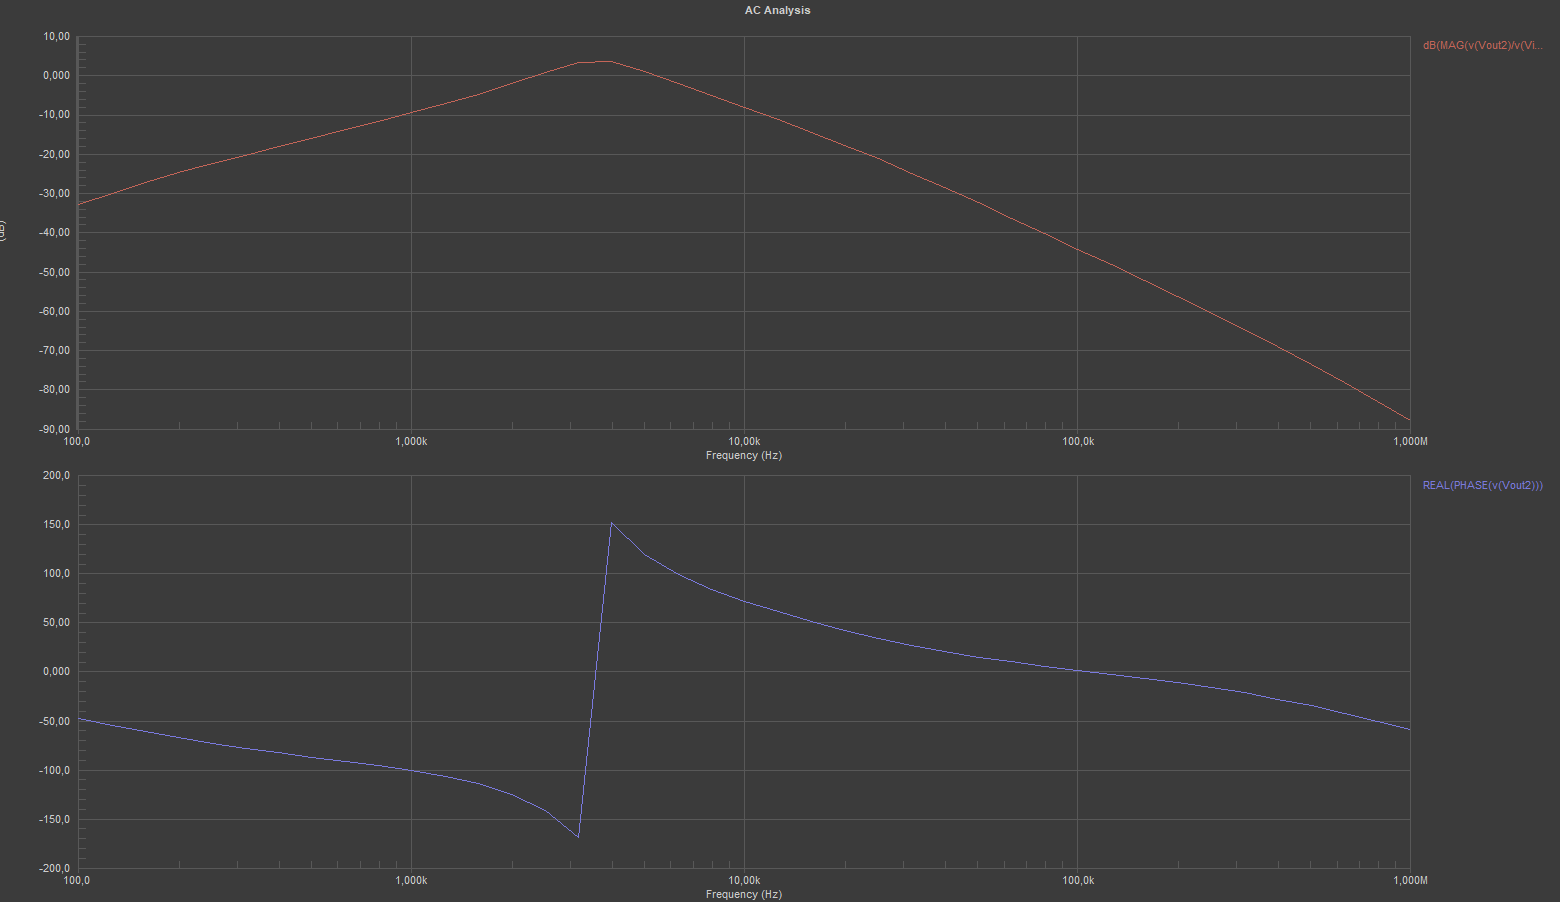 AC Analysis
10,00
0,000
-10,00
-20,00
-30,00
-40,00
-50,00
-60,00
-70,00
-80,00
-90,00
(dB)
dB(MAG(v(Vout2)/v(Vi...
100,0 1,000k 10,00k 100,0k 1,000M
Frequency (Hz)
200,0
150,0
100,0
50,00
0,000
-50,00
-100,0
-150,0
-200,0
REAL(PHASE(v(Vout2)))
100,0 1,000k 10,00k 100,0k 1,000M
Frequency (Hz)